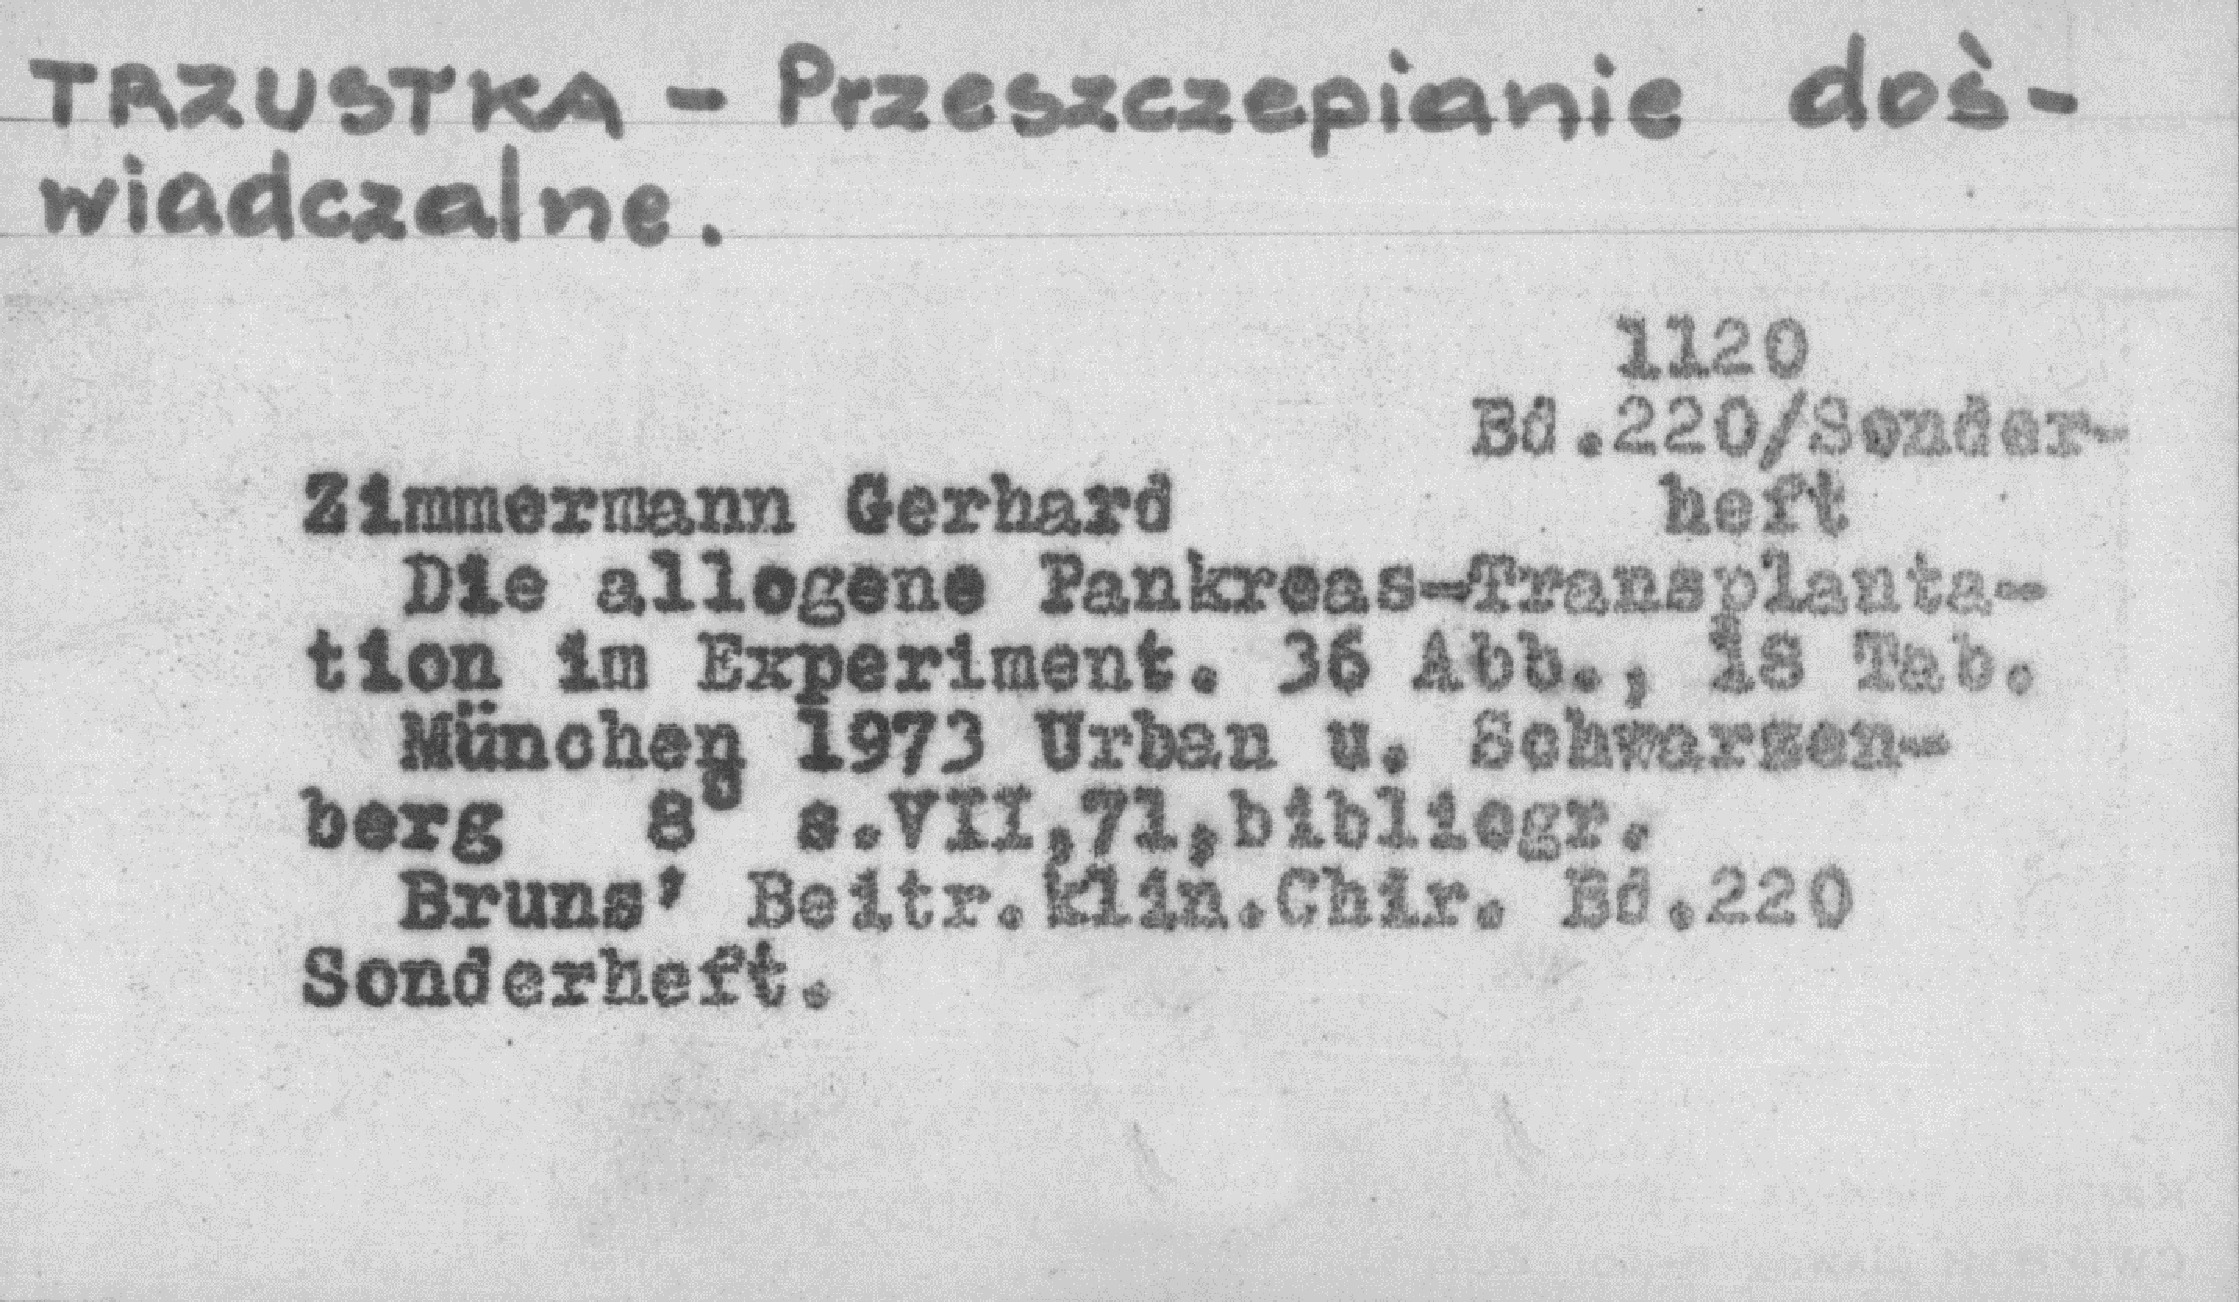 TRZUSTKA - Przeszczepianie doś-
wiadczalne.
1120
Bd.220/Sonder-
heft
Zimmermann Gerhard
Die allogene Pankreas-Transplanta-
tion im Experiment. 36 Abb., 18 Tab.
München 1973 Urban u. Schwarzen-
berg 8° s.VII,71,bibliogr.
Bruns' Beitr.klin.Chir. Bd.220
Sonderheft.